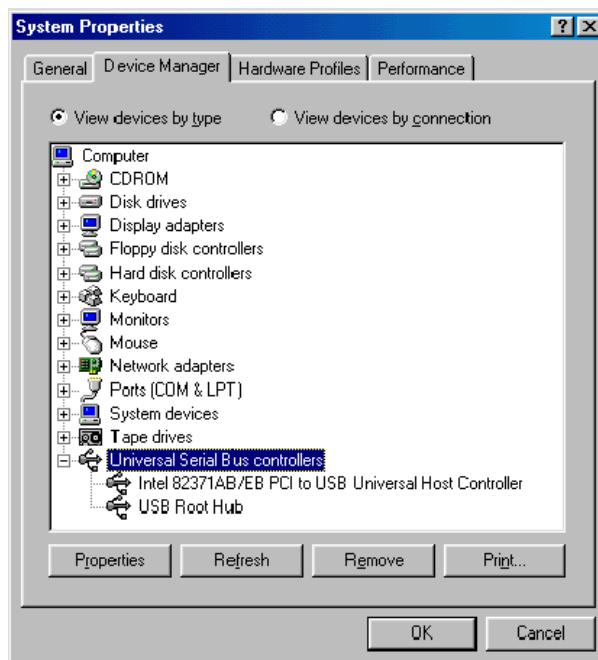 System Properties
General Device Manager Hardware Profiles Performance
View devices by type View devices by connection
Computer
CDROM
Disk drives
Display adapters
Floppy disk controllers
Hard disk controllers
Keyboard
Monitors
Mouse
Network adapters
Ports (COM & LPT)
System devices
Tape drives
Universal Serial Bus controllers
Intel 82371AB/EB PCI to USB Universal Host Controller
USB Root Hub
Properties Refresh Remove Print...
OK Cancel